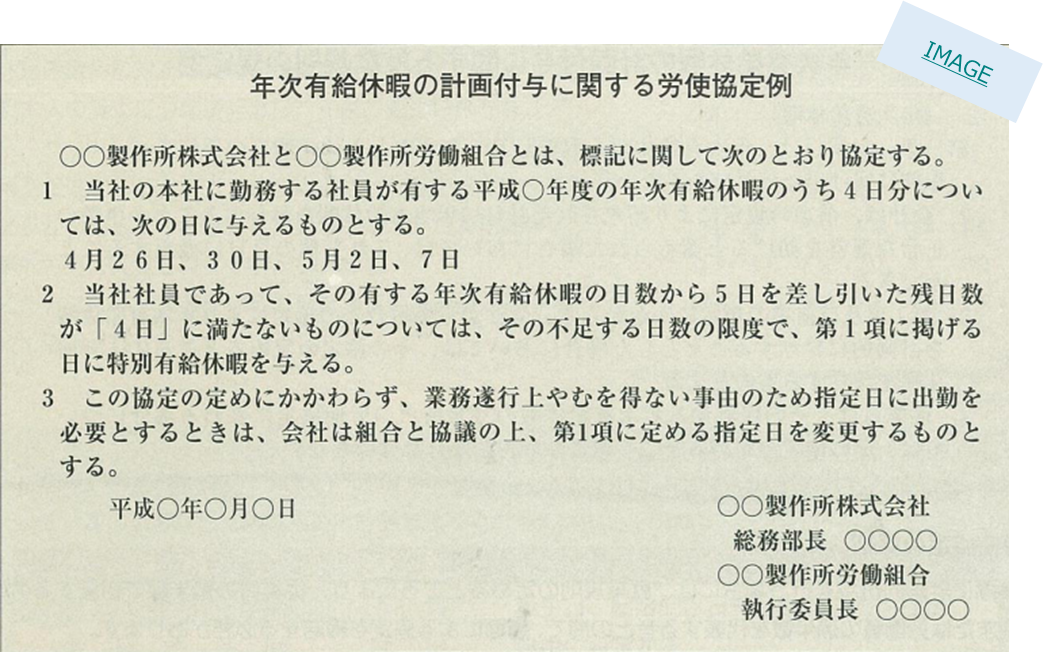 IMAGE
年次有給休暇の計画付与に関する労使協定例
〇〇製作所株式会社と〇〇製作所労働組合とは、標記に関して次のとおり協定する。
1　当社の本社に勤務する社員が有する平成〇年度の年次有給休暇のうち４日分につい
ては、次の日に与えるものとする。
４月２６日、３０日、５月２日、７日
2　当社社員であって、その有する年次有給休暇の日数から５日を差し引いた残日数
が「４日」に満たないものについては、その不足する日数の限度で、第１項に掲げる
日に特別有給休暇を与える。
3　この協定の定めにかかわらず、業務遂行上やむを得ない事由のため指定日に出勤を
必要とするときは、会社は組合と協議の上、第1項に定める指定日を変更するものと
する。
平成〇年〇月〇日
〇〇製作所株式会社
総務部長　〇〇〇〇
〇〇製作所労働組合
執行委員長　〇〇〇〇